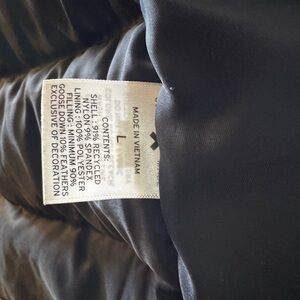 MADE IN VIETNAM
L
CONTENTS:
SHELL : 91% RECYCLED
NYLON 9% SPANDEX
LINING : 100% POLYESTER
FILLING : MINIMUM 90%
GOOSE DOWN 10% FEATHERS
EXCLUSIVE OF DECORATION